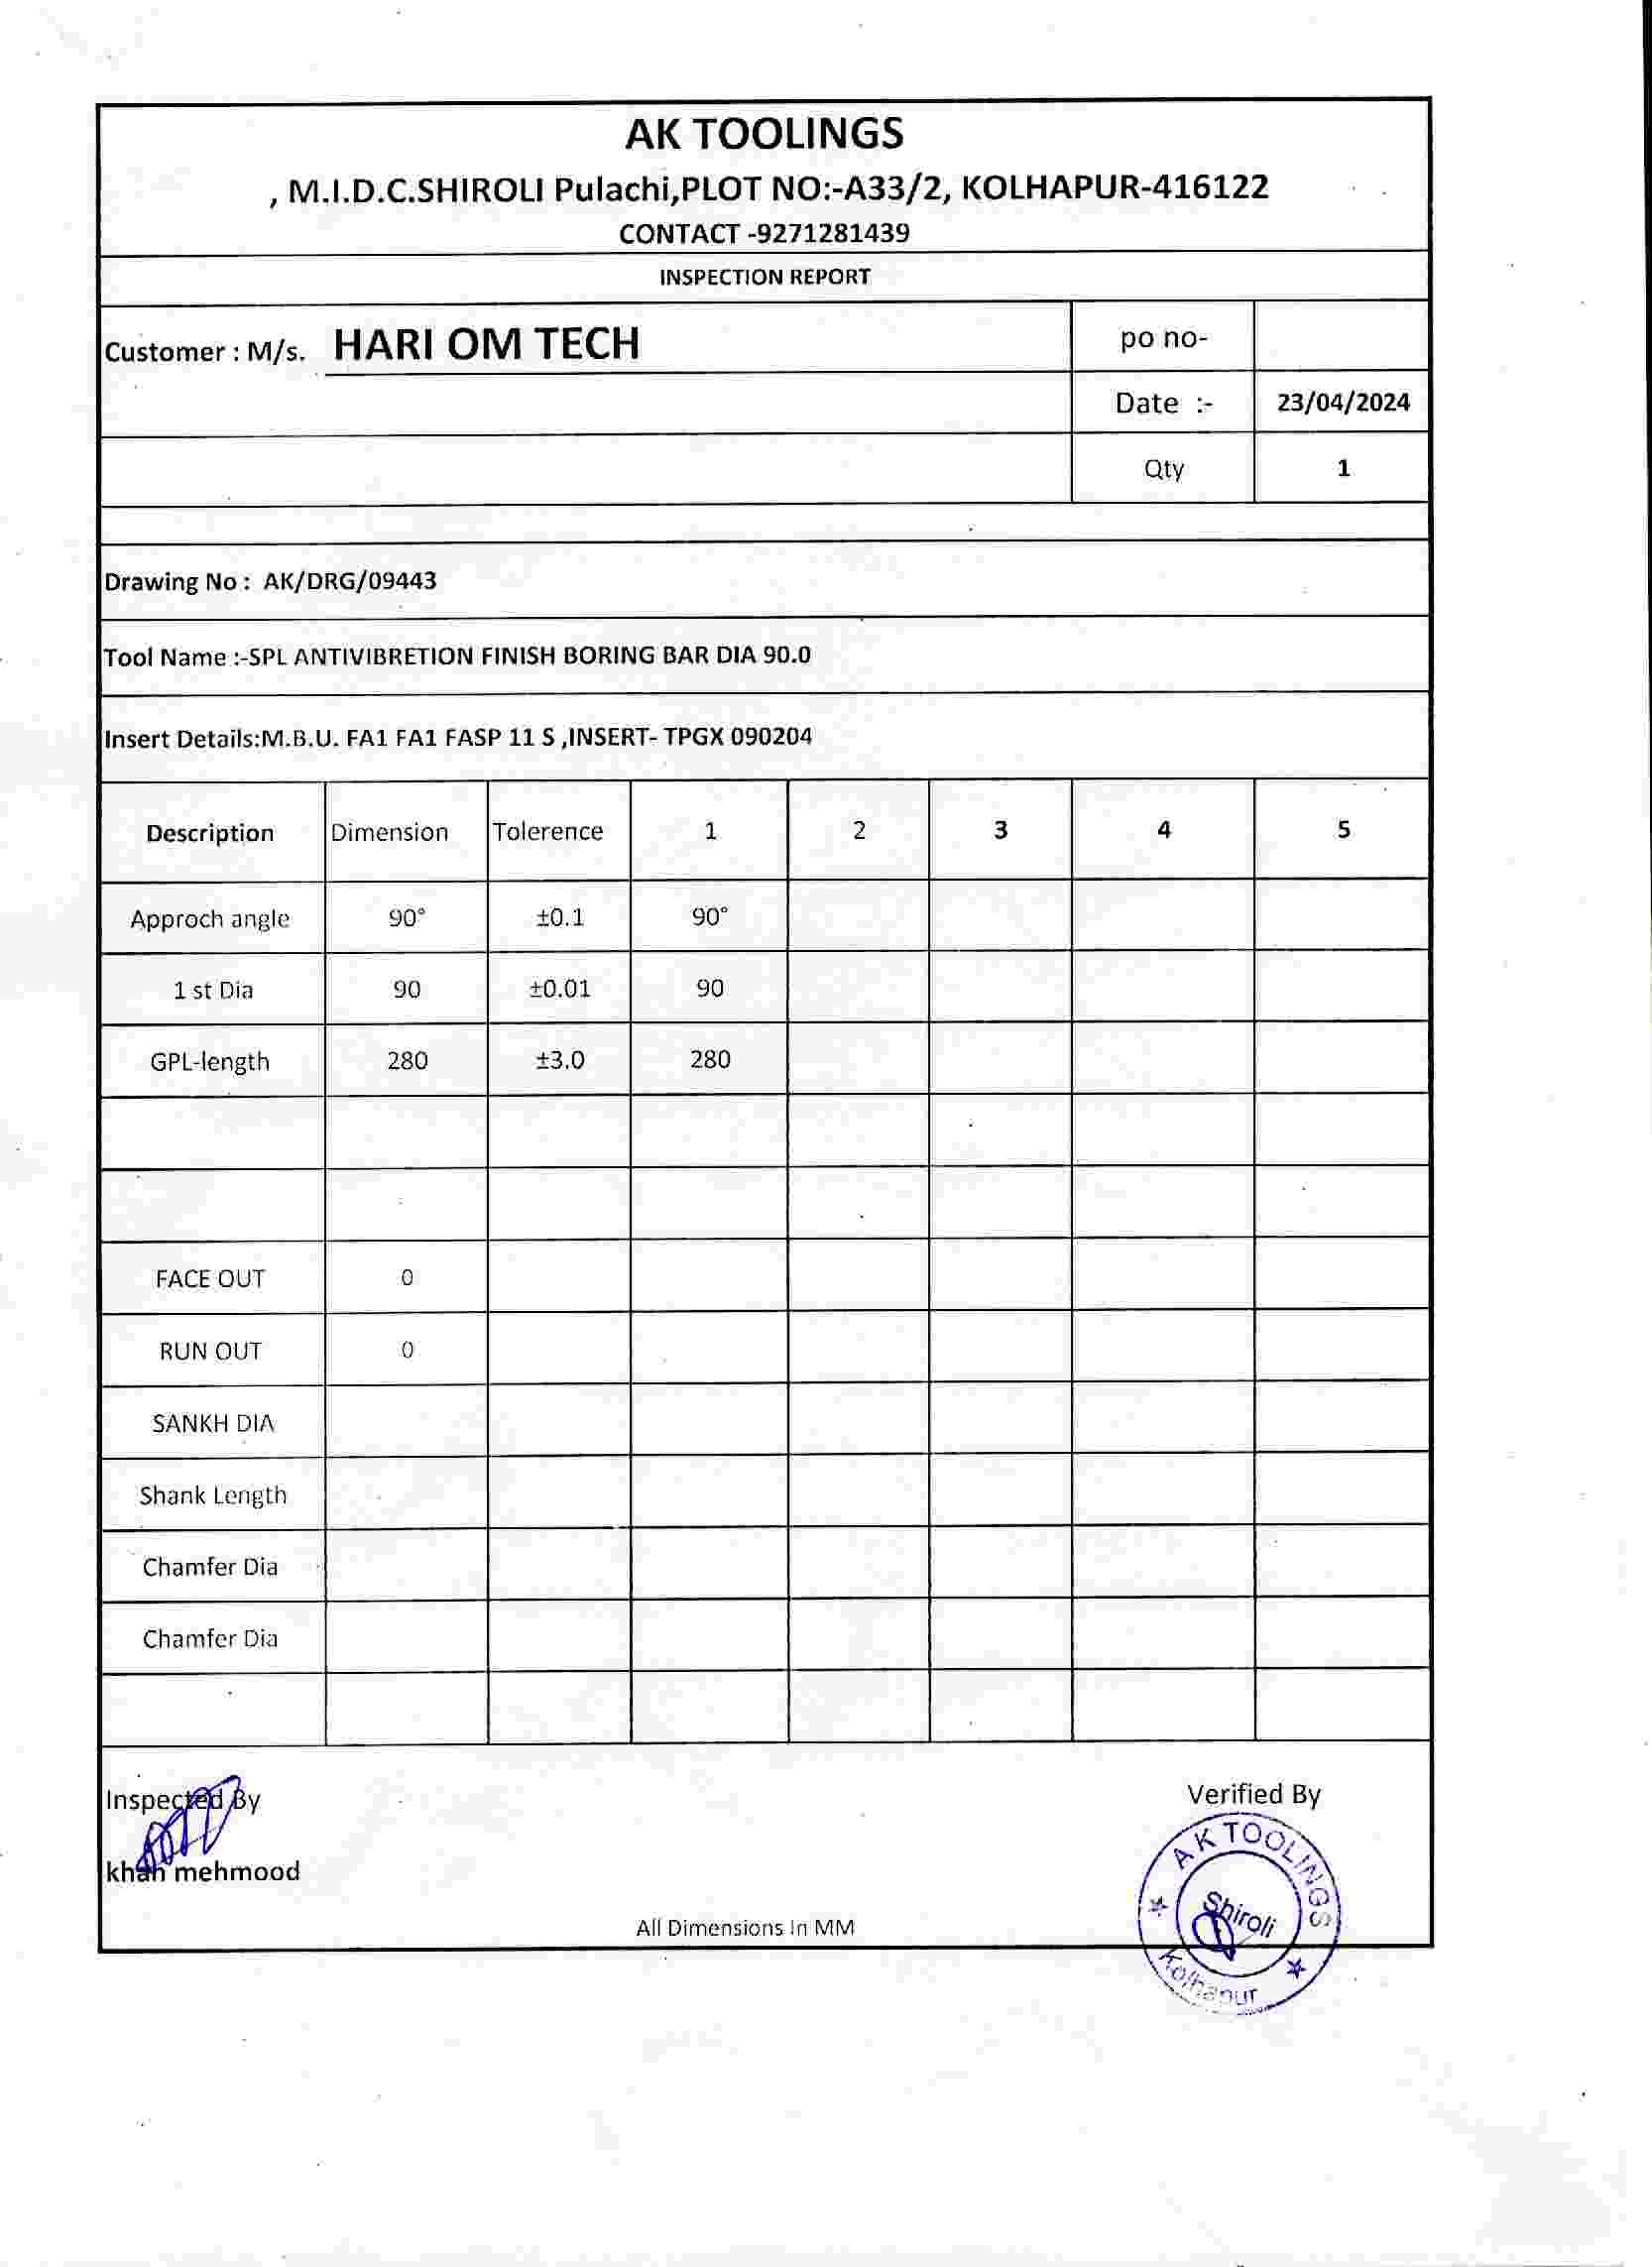 AK TOOLINGS
, M.I.D.C.SHIROLI Pulachi,PLOT NO:-A33/2, KOLHAPUR-416122
CONTACT -9271281439
INSPECTION REPORT
Customer : M/s. HARI OM TECH
po no-
Date :- 23/04/2024
Qty 1
Drawing No : AK/DRG/09443
Tool Name :-SPL ANTIVIBRETION FINISH BORING BAR DIA 90.0
Insert Details:M.B.U. FA1 FA1 FASP 11 S ,INSERT- TPGX 090204
Description Dimension Tolerence 1 2 3 4 5
Approch angle 90° ±0.1 90°
1 st Dia 90 ±0.01 90
GPL-length 280 ±3.0 280
FACE OUT 0
RUN OUT 0
SANKH DIA
Shank Length
Chamfer Dia
Chamfer Dia
Inspected By
khan mehmood
Verified By
AK TOOLINGS
Shiroli
Kolhapur
All Dimensions In MM